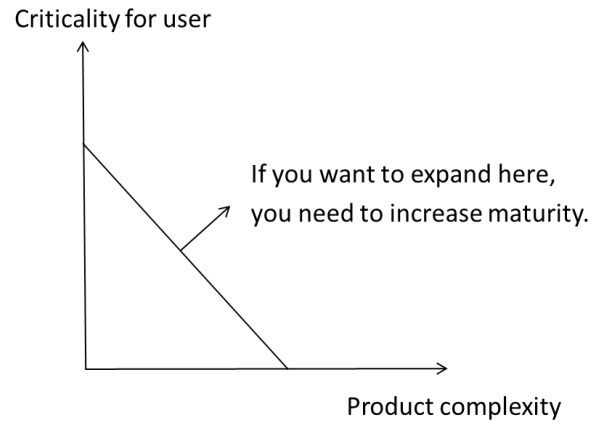 Criticality for user
If you want to expand here,
you need to increase maturity.
Product complexity